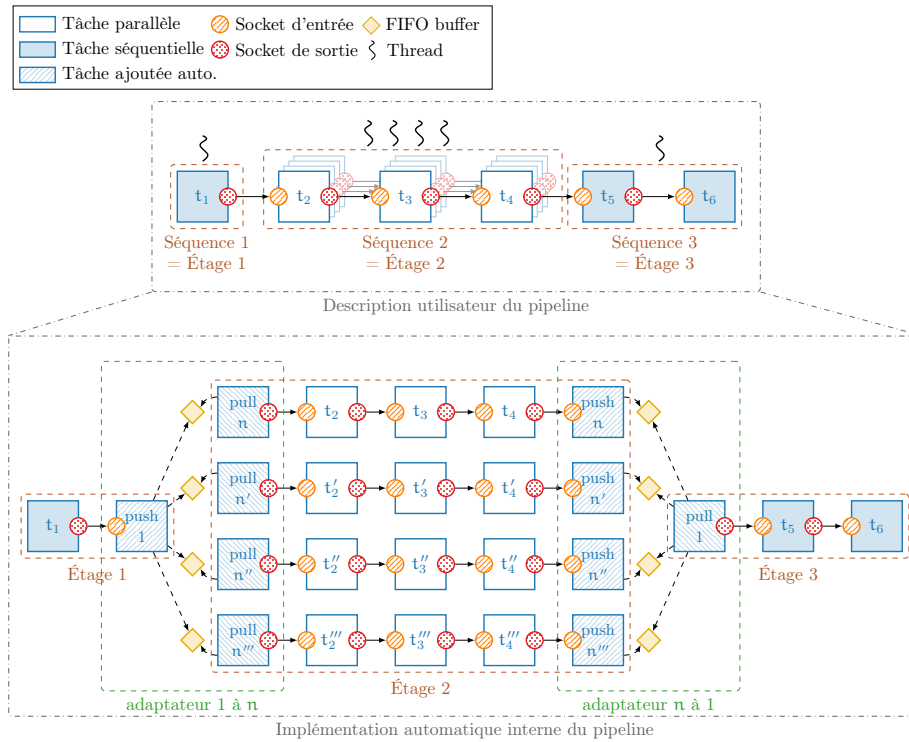 Tâche parallèle
Socket d'entrée
FIFO buffer
Tâche séquentielle
Socket de sortie
Thread
Tâche ajoutée auto.
t1
t2
t3
t4
t5
t6
Séquence 1
= Étage 1
Séquence 2
= Étage 2
Séquence 3
= Étage 3
Description utilisateur du pipeline
pull
n
t2
t3
t4
push
n
pull
n′
t′2
t′3
t′4
push
n′
t1
push
1
pull
1
t5
t6
pull
n′′
t′′2
t′′3
t′′4
push
n′′
Étage 1
Étage 3
pull
n′′′
t′′′2
t′′′3
t′′′4
push
n′′′
Étage 2
adaptateur 1 à n
adaptateur n à 1
Implémentation automatique interne du pipeline